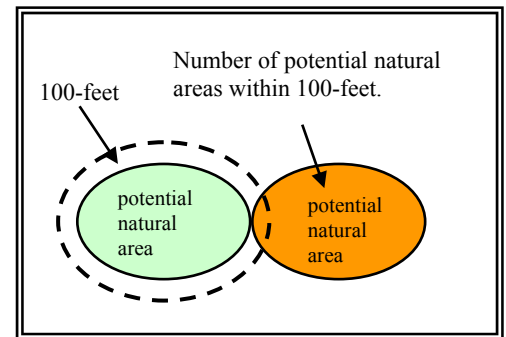 Number of potential natural
areas within 100-feet.
100-feet
potential
natural
area
potential
natural
area